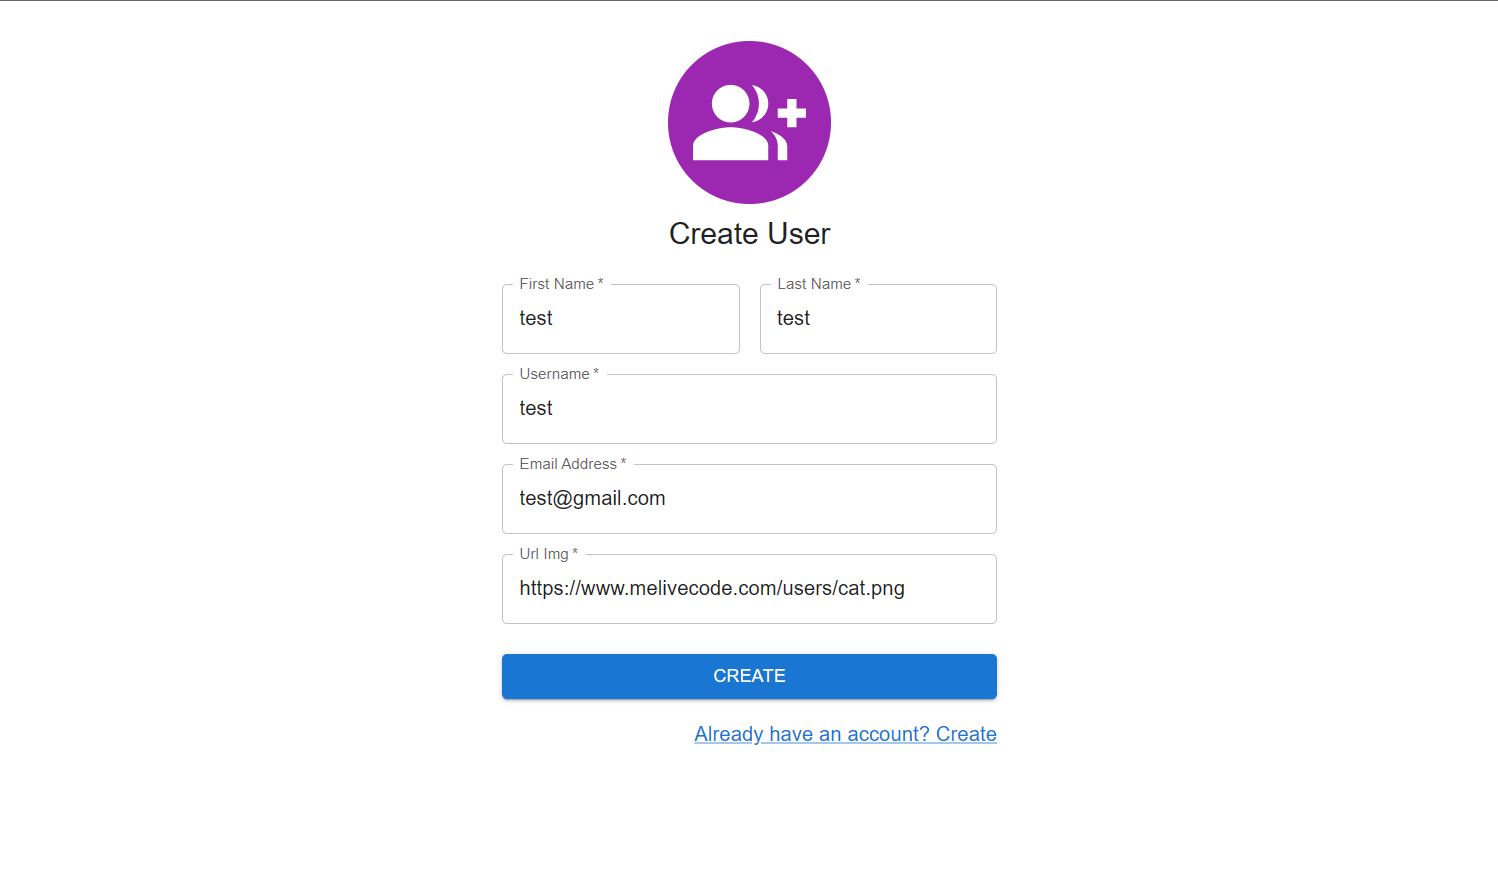 Create User
First Name *
test
Last Name *
test
Username *
test
Email Address *
test@gmail.com
Url Img *
https://www.melivecode.com/users/cat.png
CREATE
Already have an account? Create